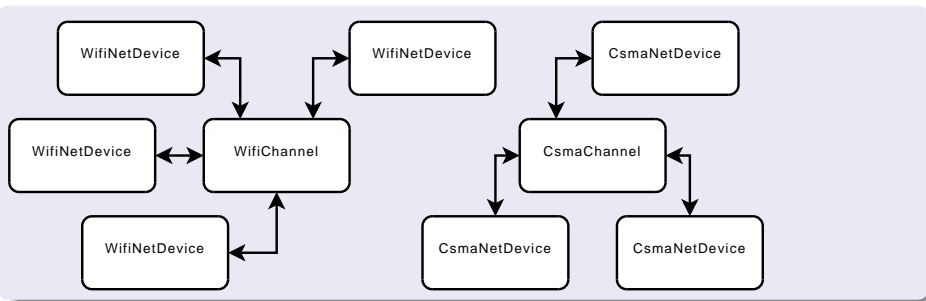 WifiNetDevice
WifiNetDevice
CsmaNetDevice
WifiNetDevice
WifiChannel
CsmaChannel
WifiNetDevice
CsmaNetDevice
CsmaNetDevice